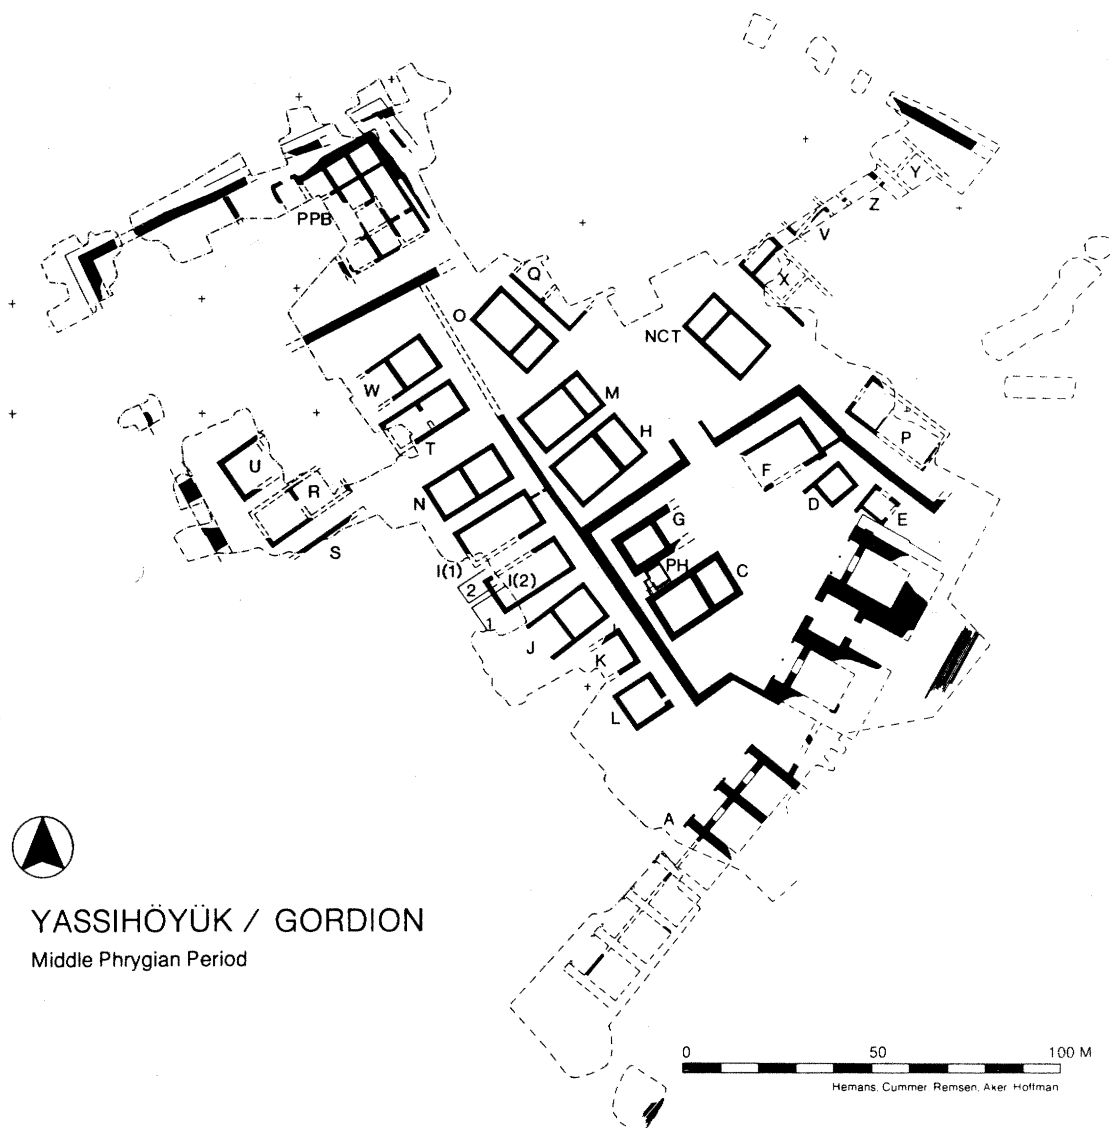 Y
Z
PPB
V
Q
X
O
NCT
W
M
H
T
P
U
F
R
N
D
E
G
S
I(1)
PH
C
I(2)
2
1
J
K
L
A
YASSIHÖYÜK / GORDION
Middle Phrygian Period
0 50 100 M
Hemans, Cummer Remsen, Aker Hoffman